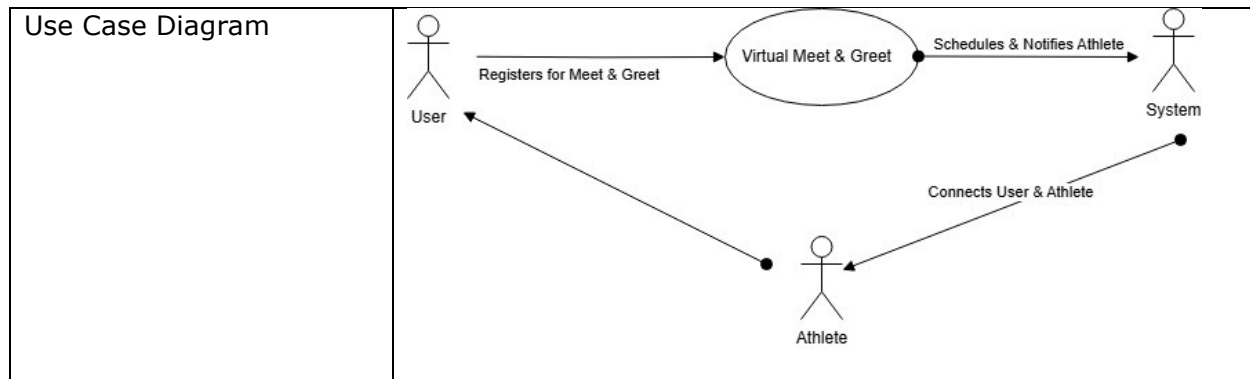 Use Case Diagram
Virtual Meet & Greet
Schedules & Notifies Athlete
Registers for Meet & Greet
User
System
Connects User & Athlete
Athlete